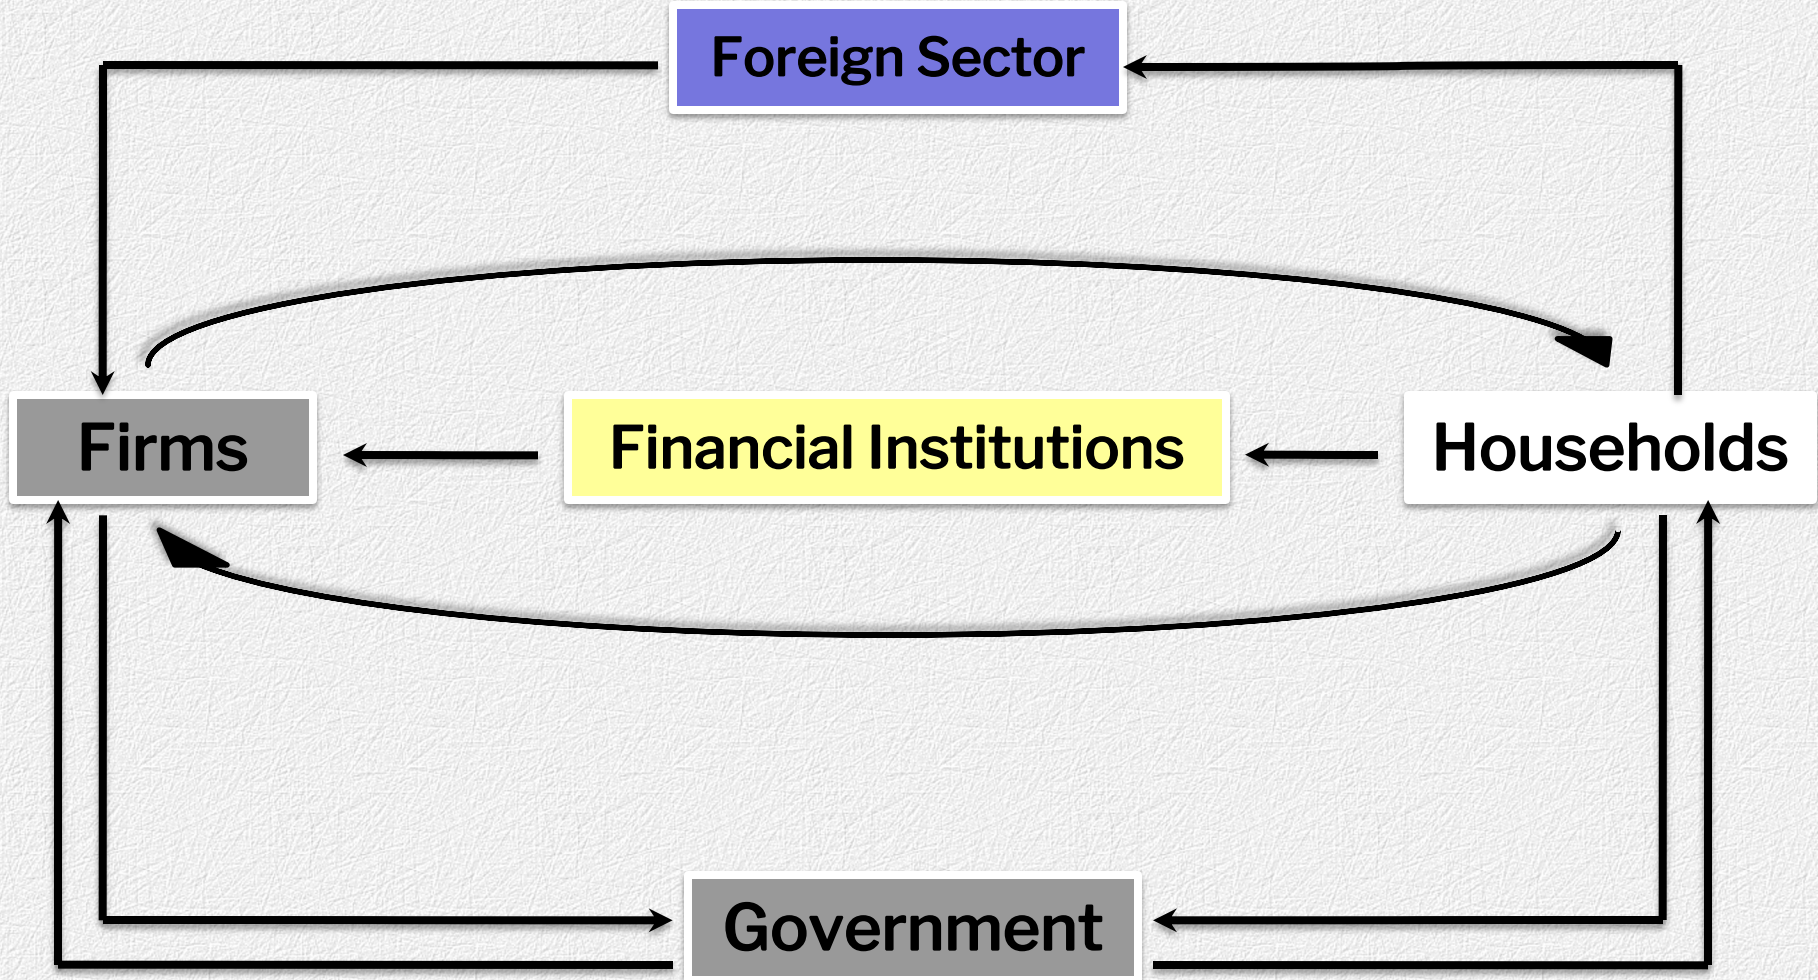 Foreign Sector
Firms
Financial Institutions
Households
Government